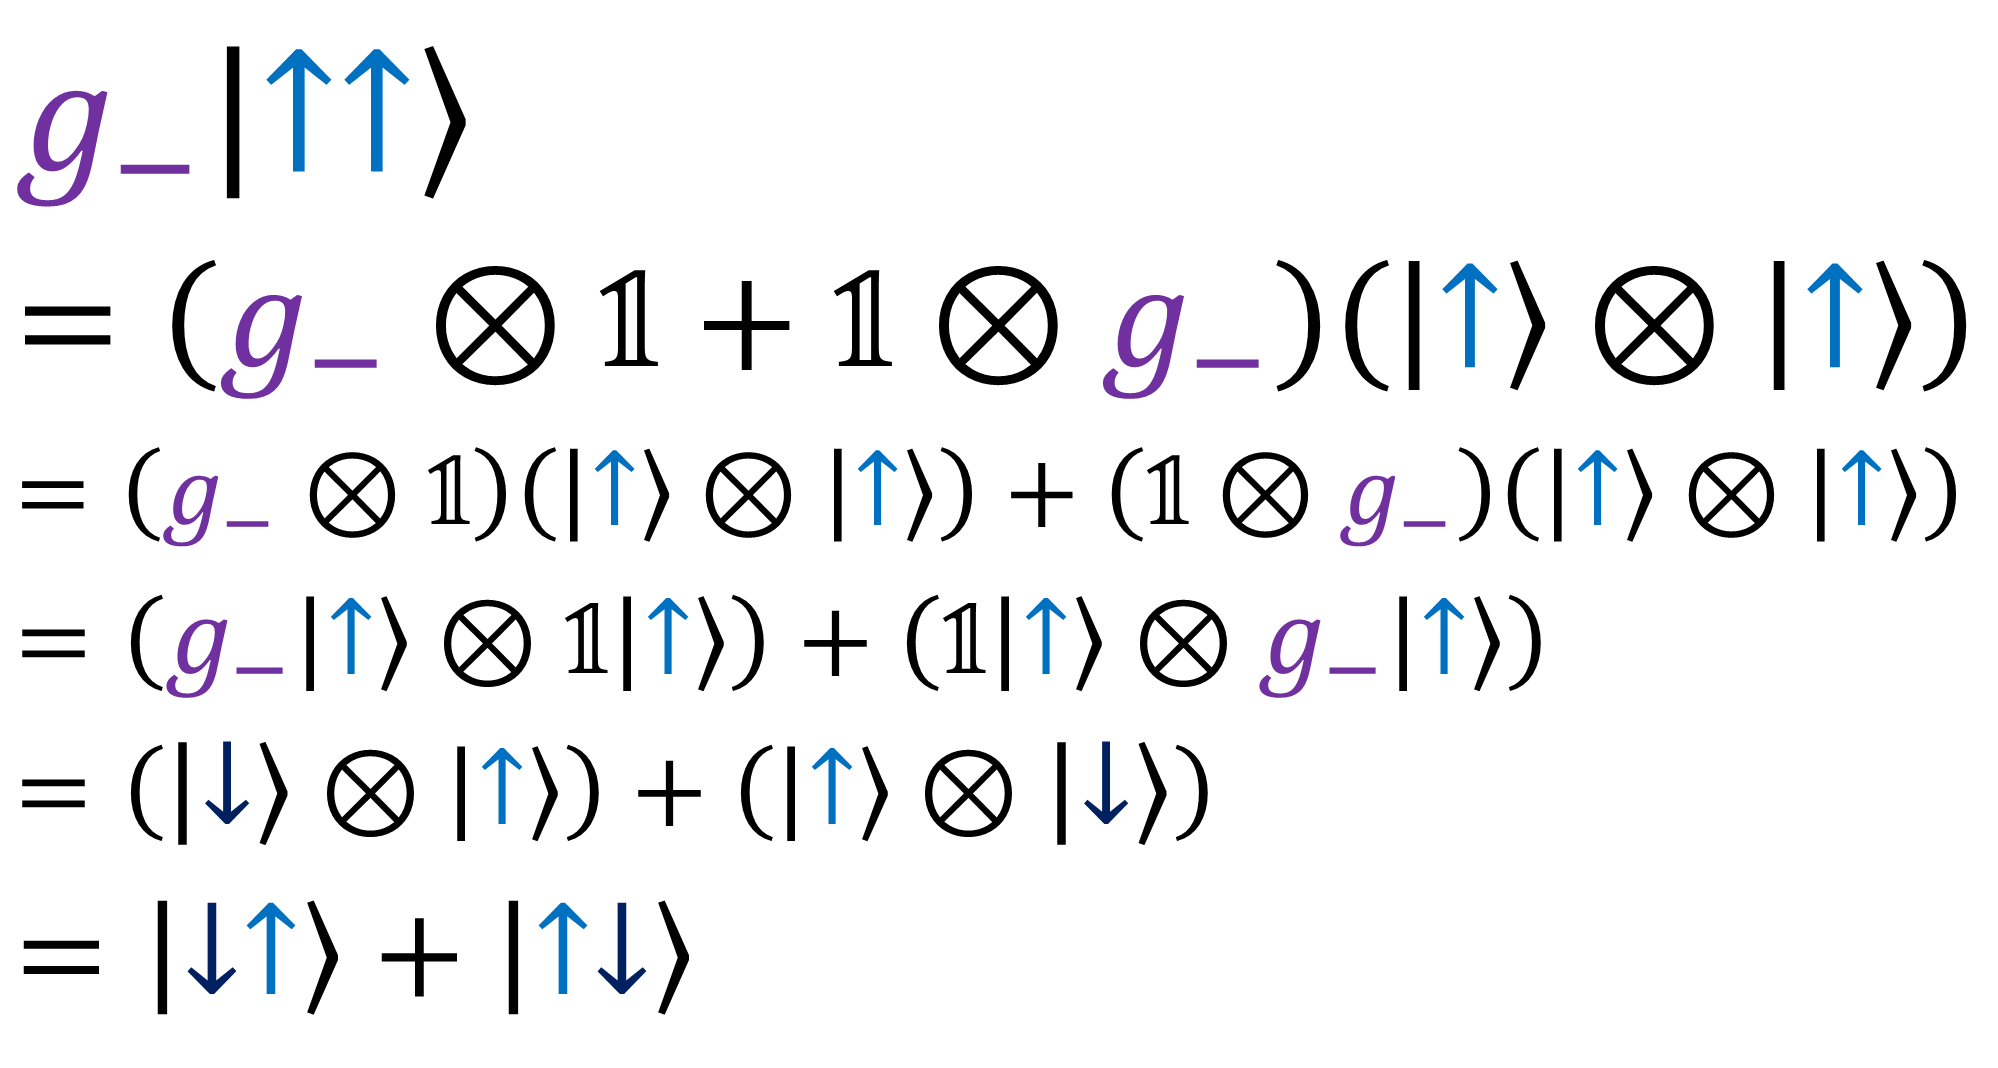 g₋|↑↑⟩
= (g₋ ⊗ 𝟙 + 𝟙 ⊗ g₋)(|↑⟩ ⊗ |↑⟩)
= (g₋ ⊗ 𝟙)(|↑⟩ ⊗ |↑⟩) + (𝟙 ⊗ g₋)(|↑⟩ ⊗ |↑⟩)
= (g₋|↑⟩ ⊗ 𝟙|↑⟩) + (𝟙|↑⟩ ⊗ g₋|↑⟩)
= (|↓⟩ ⊗ |↑⟩) + (|↑⟩ ⊗ |↓⟩)
= |↓↑⟩ + |↑↓⟩